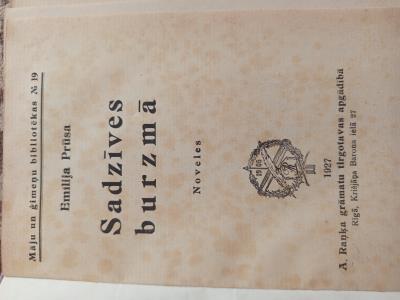 Māju un ģimeņu bibliotēkas № 19
Emilija Prūsa
Sadzīves
burzmā
Noveles
1927
A. Raņķa grāmatu tirgotavas apgādībā
Rīgā, Krišjāņa Barona ielā 27